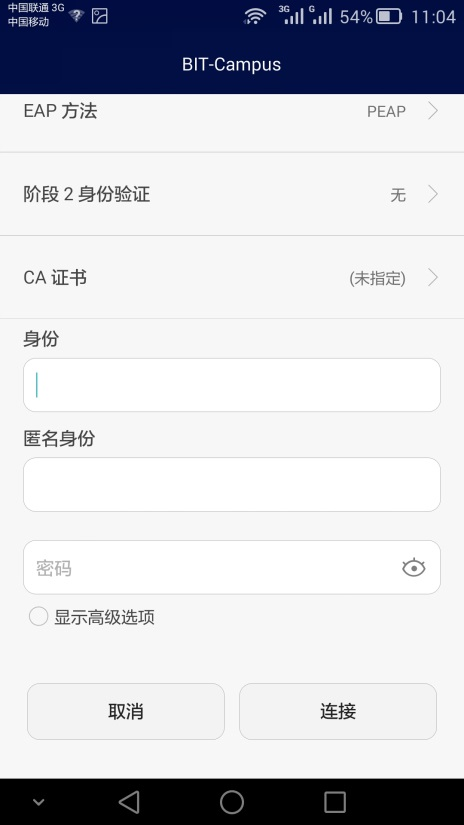 中国联通 3G
中国移动
3G G 54% 11:04
BIT-Campus
EAP 方法 PEAP
阶段 2 身份验证 无
CA 证书 (未指定)
身份
匿名身份
密码
显示高级选项
取消 连接